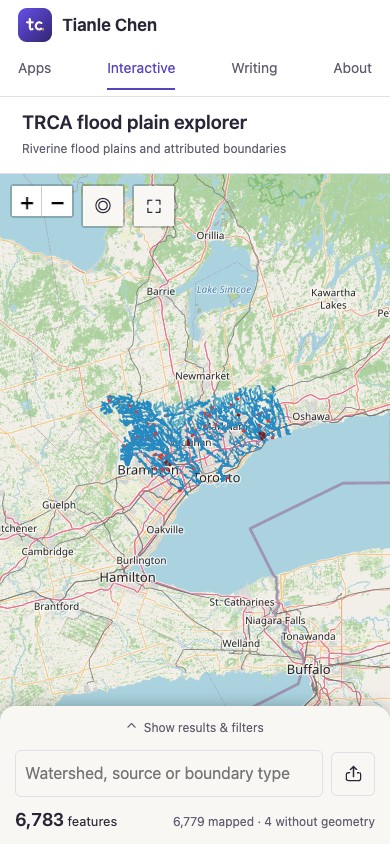 tc
Tianle Chen
Apps Interactive Writing About
TRCA flood plain explorer
Riverine flood plains and attributed boundaries
+ −
Orillia
Barrie
Lake Simcoe
Kawartha
Lakes
Pe
Newmarket
Oshawa
Brampton
Toronto
Guelph
tchener
Oakville
Cambridge
Burlington
Hamilton
Brantford
St. Catharines
Niagara Falls
Tonawanda
Welland
Buffalo
Show results & filters
Watershed, source or boundary type
6,783 features
6,779 mapped · 4 without geometry